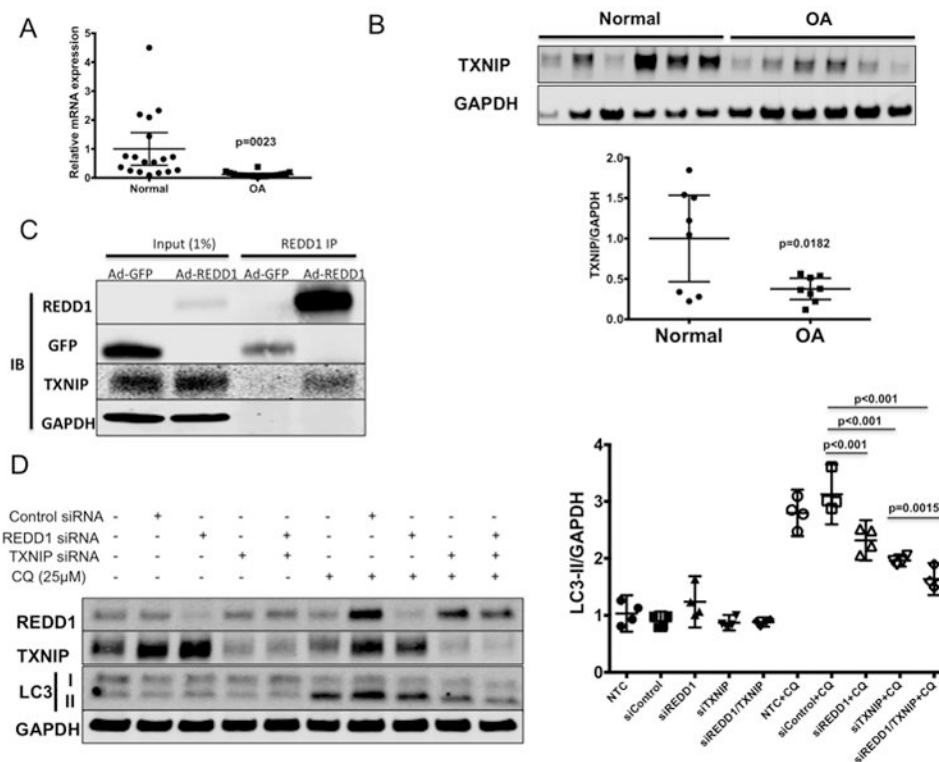 A
Relative mRNA expression
5
4
3
2
1
0
p=0023
Normal
OA
B
Normal
OA
TXNIP
GAPDH
TXNIP/GAPDH
2.0
1.5
1.0
0.5
0.0
p=0.0182
Normal
OA
C
Input (1%)
REDD1 IP
Ad-GFP
Ad-REDD1
Ad-GFP
Ad-REDD1
IB
REDD1
GFP
TXNIP
GAPDH
D
Control siRNA - + - - - - + - - -
REDD1 siRNA - - + - + - - + - +
TXNIP siRNA - - - + + - - - + +
CQ (25µM) - - - - - + + + + +
REDD1
TXNIP
LC3
I
II
GAPDH
LC3-II/GAPDH
4
3
2
1
0
p<0.001
p<0.001
p<0.001
p=0.0015
NTC
siControl
siREDD1
siTXNIP
siREDD1/TXNIP
NTC+CQ
siControl+CQ
siREDD1+CQ
siTXNIP+CQ
siREDD1/TXNIP+CQ